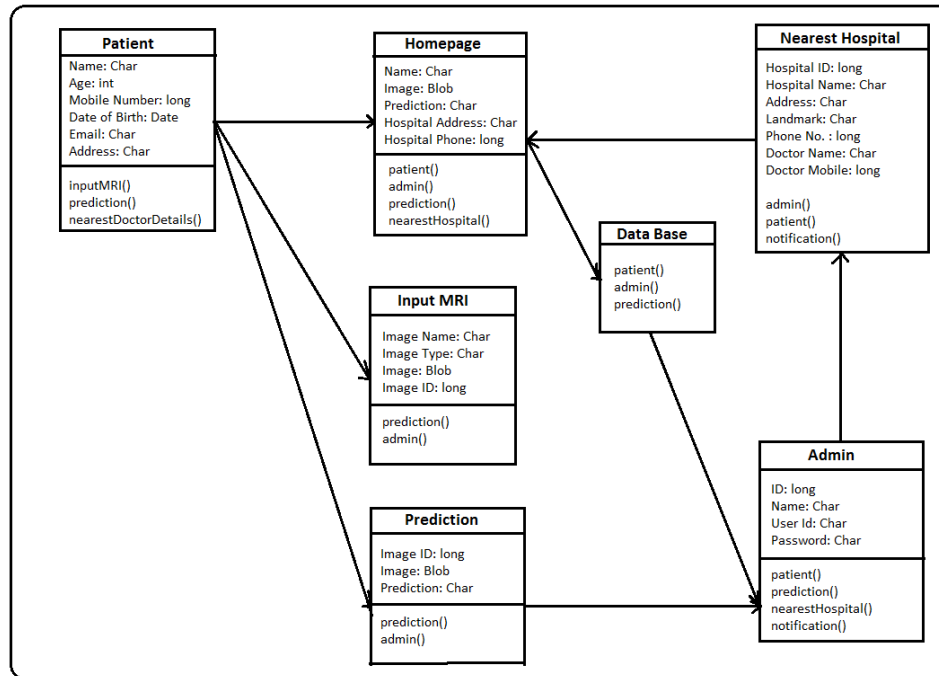 Patient
Name: Char
Age: int
Mobile Number: long
Date of Birth: Date
Email: Char
Address: Char
inputMRI()
prediction()
nearestDoctorDetails()
Homepage
Name: Char
Image: Blob
Prediction: Char
Hospital Address: Char
Hospital Phone: long
patient()
admin()
prediction()
nearestHospital()
Nearest Hospital
Hospital ID: long
Hospital Name: Char
Address: Char
Landmark: Char
Phone No. : long
Doctor Name: Char
Doctor Mobile: long
admin()
patient()
notification()
Data Base
patient()
admin()
prediction()
Input MRI
Image Name: Char
Image Type: Char
Image: Blob
Image ID: long
prediction()
admin()
Prediction
Image ID: long
Image: Blob
Prediction: Char
prediction()
admin()
Admin
ID: long
Name: Char
User Id: Char
Password: Char
patient()
prediction()
nearestHospital()
notification()